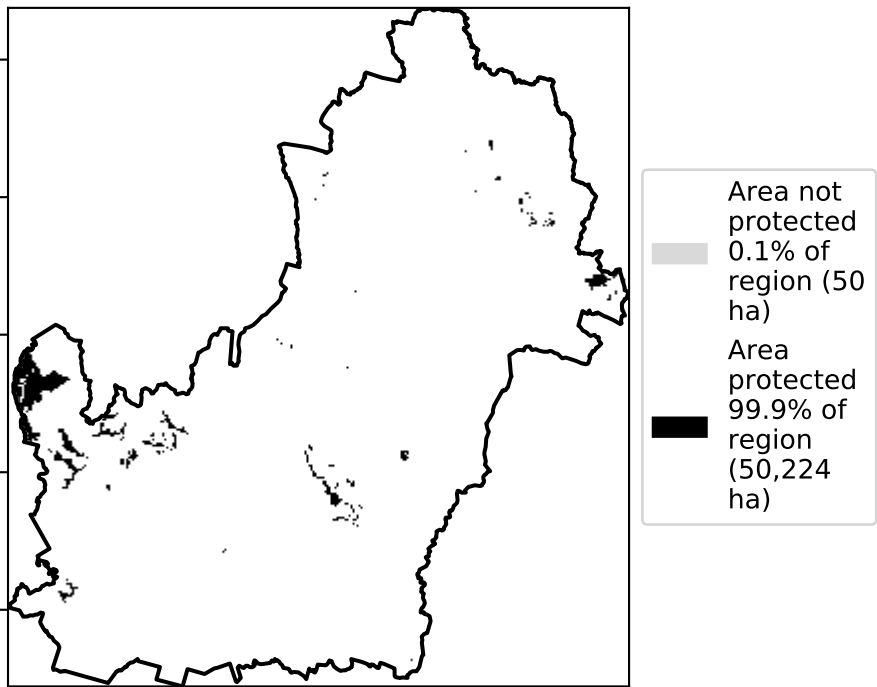 Area not
protected
0.1% of
region (50
ha)
Area
protected
99.9% of
region
(50,224
ha)